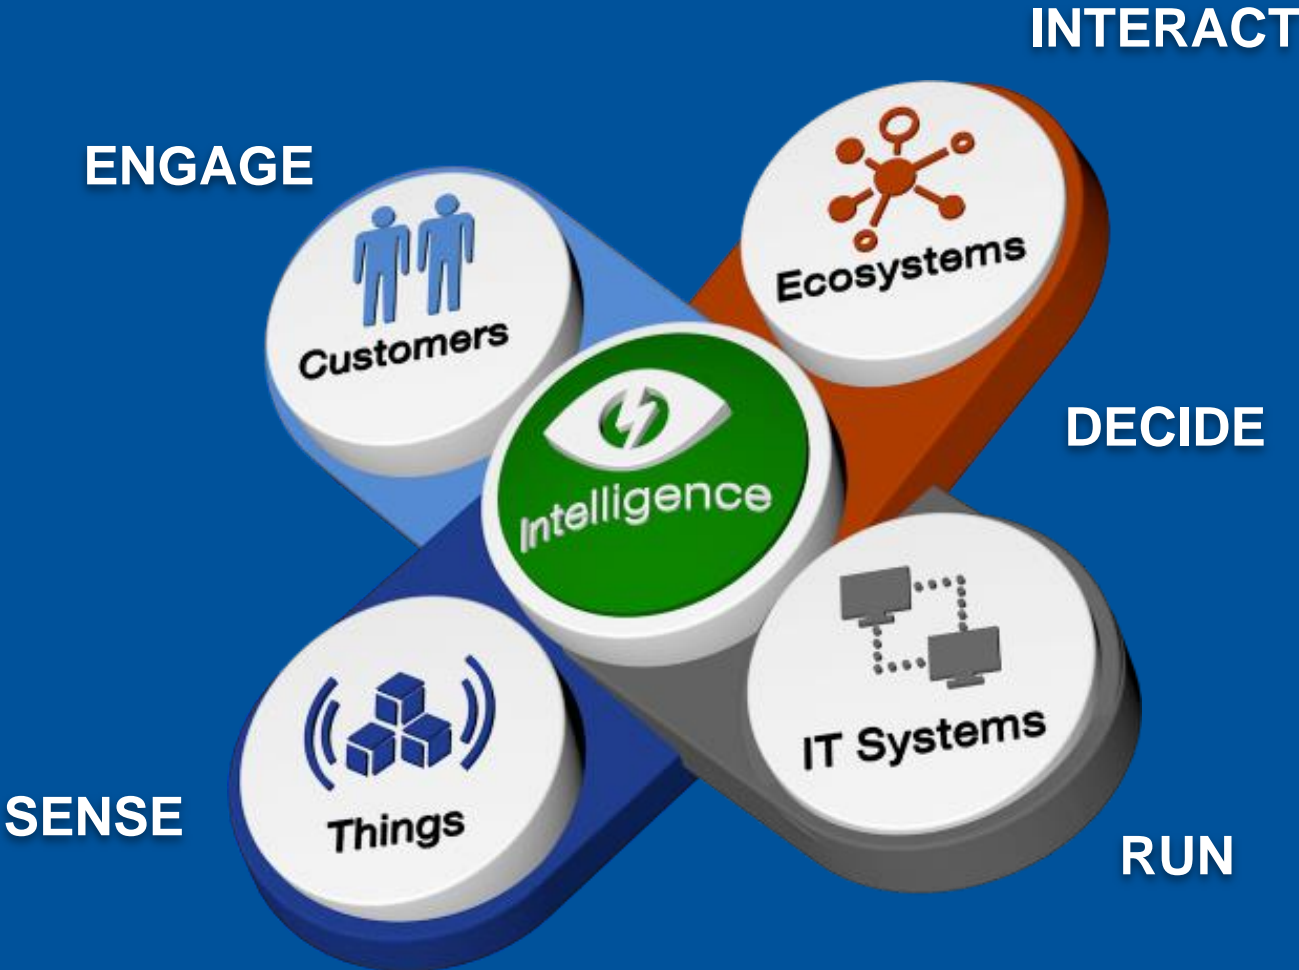 INTERACT
ENGAGE
Ecosystems
Customers
DECIDE
Intelligence
IT Systems
SENSE
Things
RUN